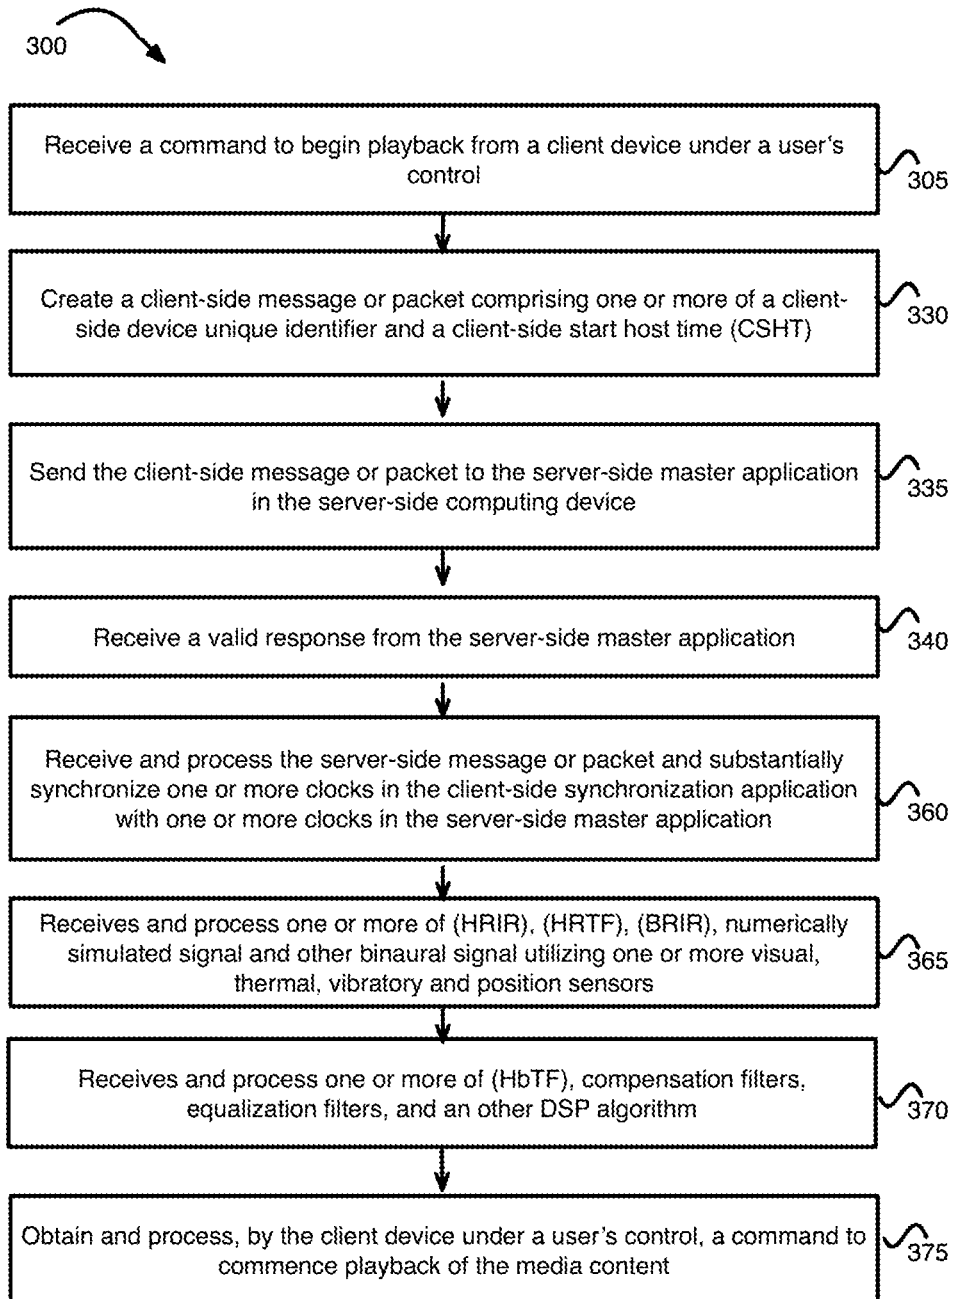 300
Receive a command to begin playback from a client device under a user's
control
305
Create a client-side message or packet comprising one or more of a client-
side device unique identifier and a client-side start host time (CSHT)
330
Send the client-side message or packet to the server-side master application
in the server-side computing device
335
Receive a valid response from the server-side master application
340
Receive and process the server-side message or packet and substantially
synchronize one or more clocks in the client-side synchronization application
with one or more clocks in the server-side master application
360
Receives and process one or more of (HRIR), (HRTF), (BRIR), numerically
simulated signal and other binaural signal utilizing one or more visual,
thermal, vibratory and position sensors
365
Receives and process one or more of (HbTF), compensation filters,
equalization filters, and an other DSP algorithm
370
Obtain and process, by the client device under a user's control, a command to
commence playback of the media content
375